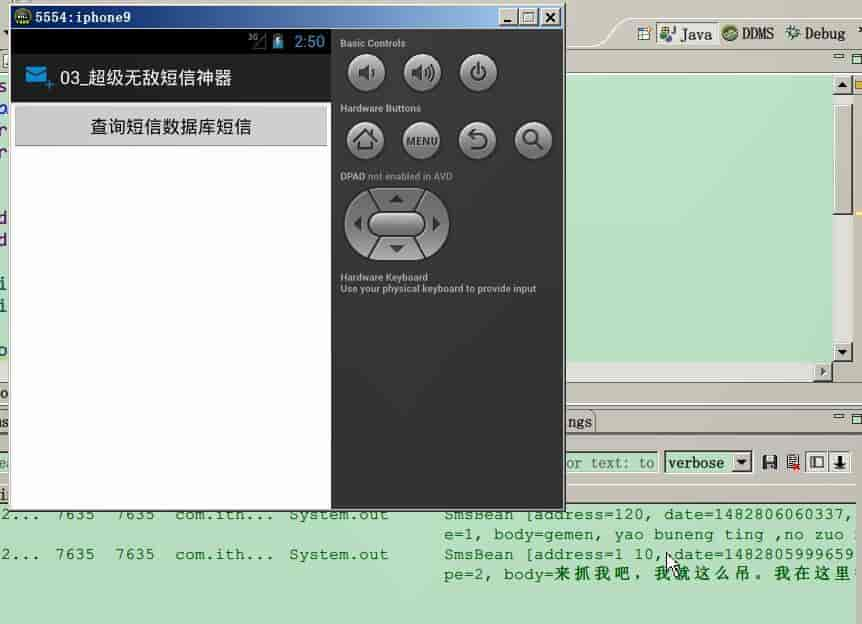 5554:iphone9
Java
DDMS
Debug
3G
2:50
03_超级无敌短信神器
查询短信数据库短信
Basic Controls
Hardware Buttons
MENU
DPAD not enabled in AVD
Hardware Keyboard
Use your physical keyboard to provide input
ngs
or text: to
verbose
2... 7635 7635 com.ith... System.out SmsBean [address=120, date=1482806060337,
e=1, body=gemen, yao buneng ting ,no zuo
2... 7635 7635 com.ith... System.out SmsBean [address=1 10, date=1482805999659
pe=2, body=来抓我吧，我就这么吊。我在这里